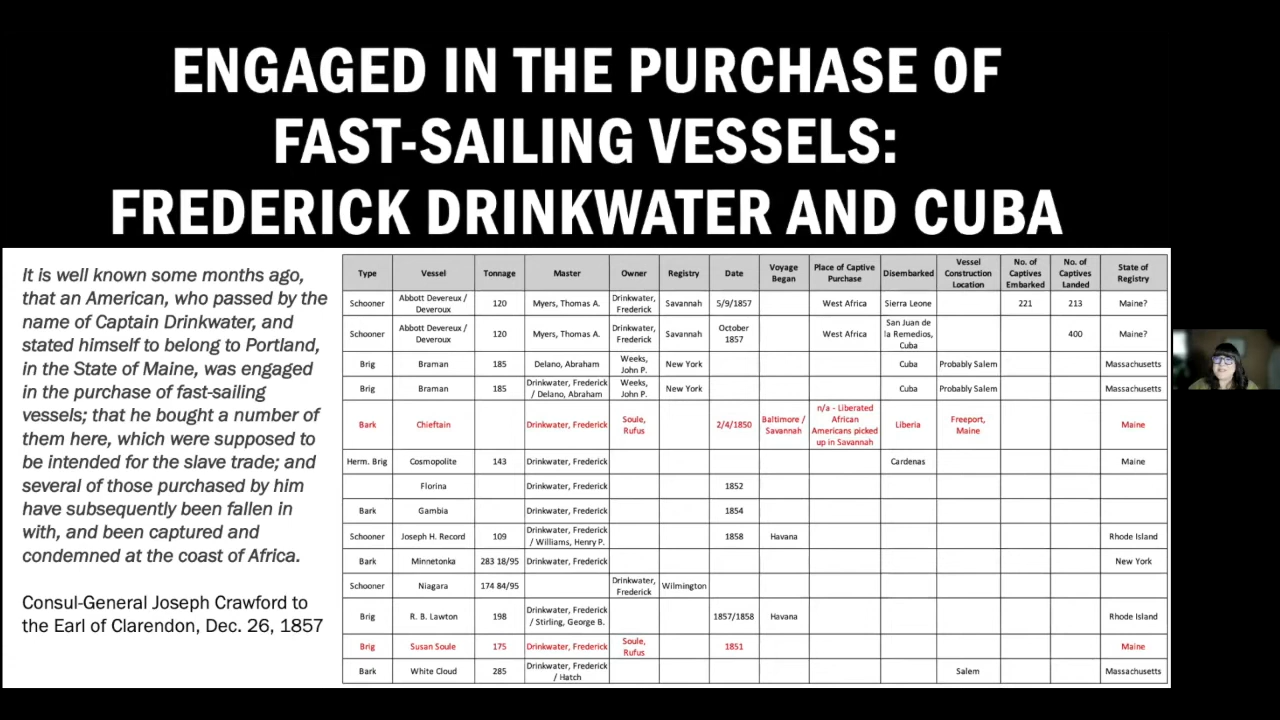 ENGAGED IN THE PURCHASE OF
FAST-SAILING VESSELS:
FREDERICK DRINKWATER AND CUBA
It is well known some months ago,
that an American, who passed by the
name of Captain Drinkwater, and
stated himself to belong to Portland,
in the State of Maine, was engaged
in the purchase of fast-sailing
vessels; that he bought a number of
them here, which were supposed to
be intended for the slave trade; and
several of those purchased by him
have subsequently been fallen in
with, and been captured and
condemned at the coast of Africa.
Consul-General Joseph Crawford to
the Earl of Clarendon, Dec. 26, 1857
Type Vessel Tonnage Master Owner Registry Date Voyage Began Place of Captive Purchase Disembarked Vessel Construction Location No. of Captives Embarked No. of Captives Landed State of Registry
Schooner Abbott Devereux / Deveroux 120 Myers, Thomas A. Drinkwater, Frederick Savannah 5/9/1857 West Africa Sierra Leone 221 213 Maine?
Schooner Abbott Devereux / Deveroux 120 Myers, Thomas A. Drinkwater, Frederick Savannah October 1857 West Africa San Juan de la Remedios, Cuba 400 Maine?
Brig Braman 185 Delano, Abraham Weeks, John P. New York Cuba Probably Salem Massachusetts
Brig Braman 185 Drinkwater, Frederick / Delano, Abraham Weeks, John P. New York Cuba Probably Salem Massachusetts
Bark Chieftain Drinkwater, Frederick Soule, Rufus 2/4/1850 Baltimore / Savannah n/a - Liberated African Americans picked up in Savannah Liberia Freeport, Maine Maine
Herm. Brig Cosmopolite 143 Drinkwater, Frederick Cardenas Maine
Florina Drinkwater, Frederick 1852
Bark Gambia Drinkwater, Frederick 1854
Schooner Joseph H. Record 109 Drinkwater, Frederick / Williams, Henry P. 1858 Havana Rhode Island
Bark Minnetonka 283 18/95 Drinkwater, Frederick New York
Schooner Niagara 174 84/95 Drinkwater, Frederick Wilmington
Brig R. B. Lawton 198 Drinkwater, Frederick / Stirling, George B. 1857/1858 Havana Rhode Island
Brig Susan Soule 175 Drinkwater, Frederick Soule, Rufus 1851 Maine
Bark White Cloud 285 Drinkwater, Frederick / Hatch Salem Massachusetts